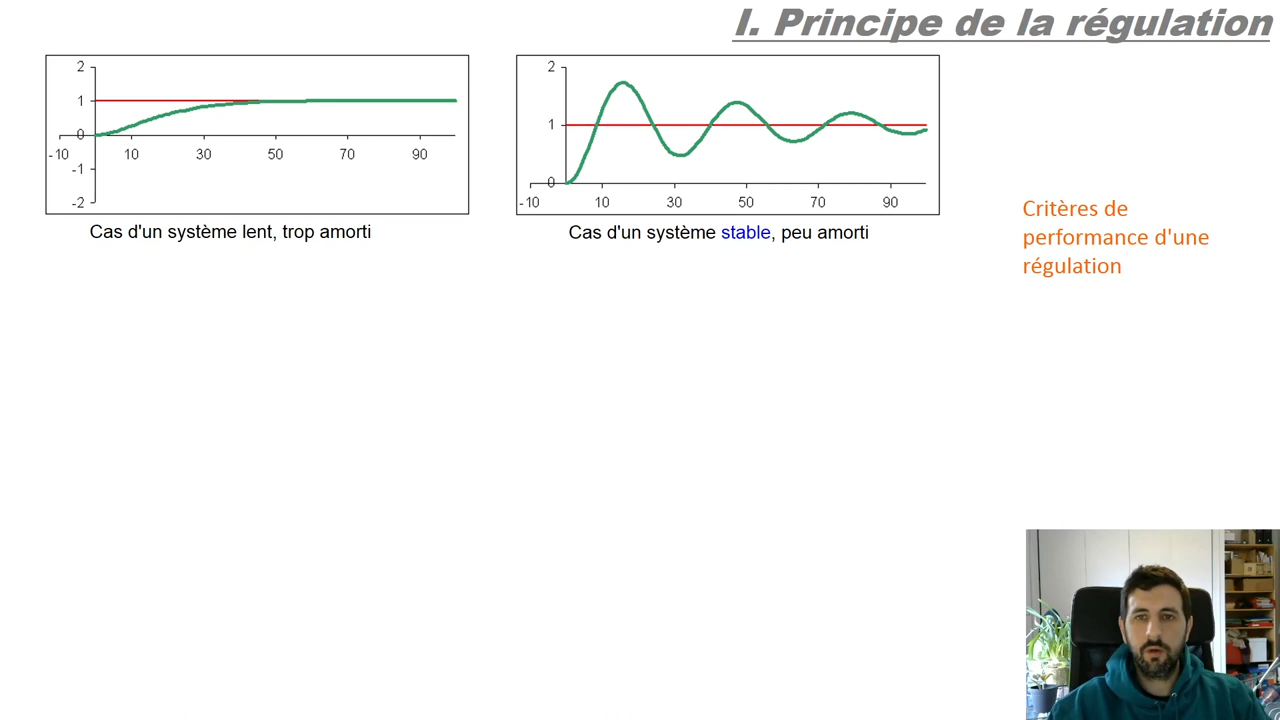 I. Principe de la régulation
2
1
0
-10 10 30 50 70 90
-1
-2
Cas d'un système lent, trop amorti
2
1
0
-10 10 30 50 70 90
Cas d'un système stable, peu amorti
Critères de
performance d'une
régulation